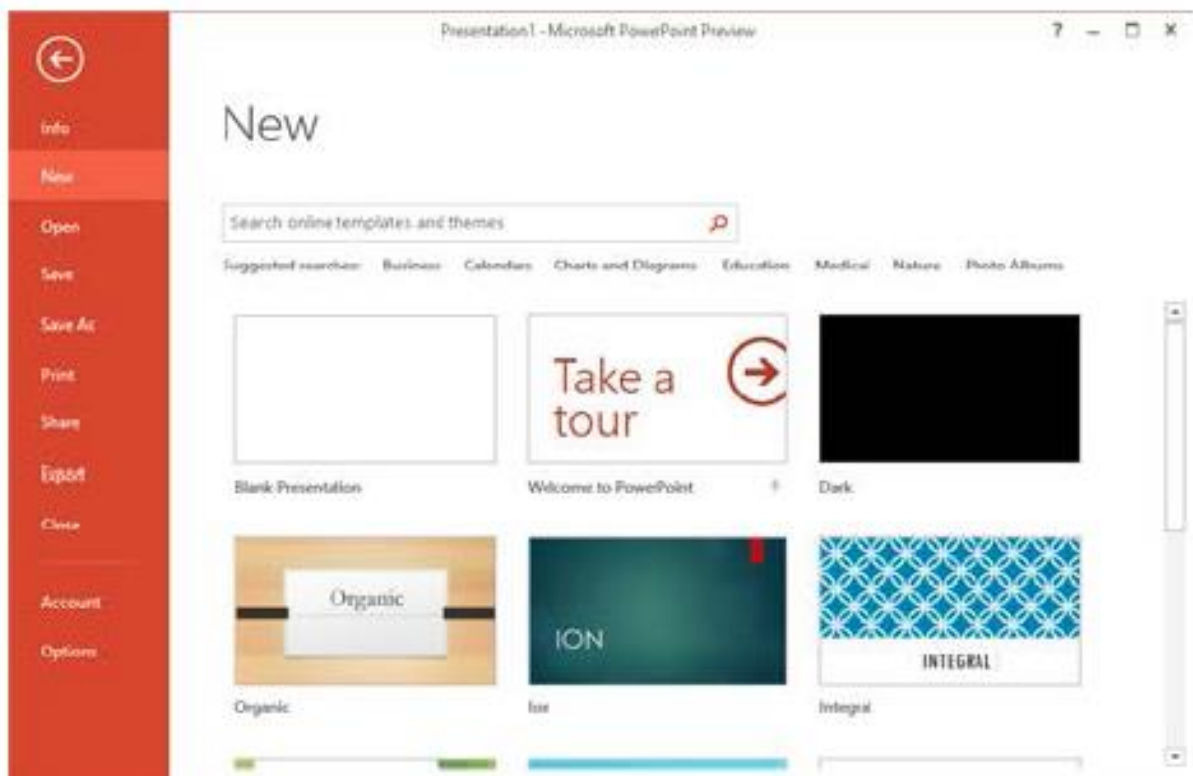 Presentation1 - Microsoft PowerPoint Preview
?
Info
New
Open
Save
Save As
Print
Share
Export
Close
Account
Options
New
Search online templates and themes
Suggested searches: Business Calendars Charts and Diagrams Education Medical Nature Photo Albums
Take a
tour
Blank Presentation Welcome to PowerPoint Dark
Organic
ION
INTEGRAL
Organic Ion Integral